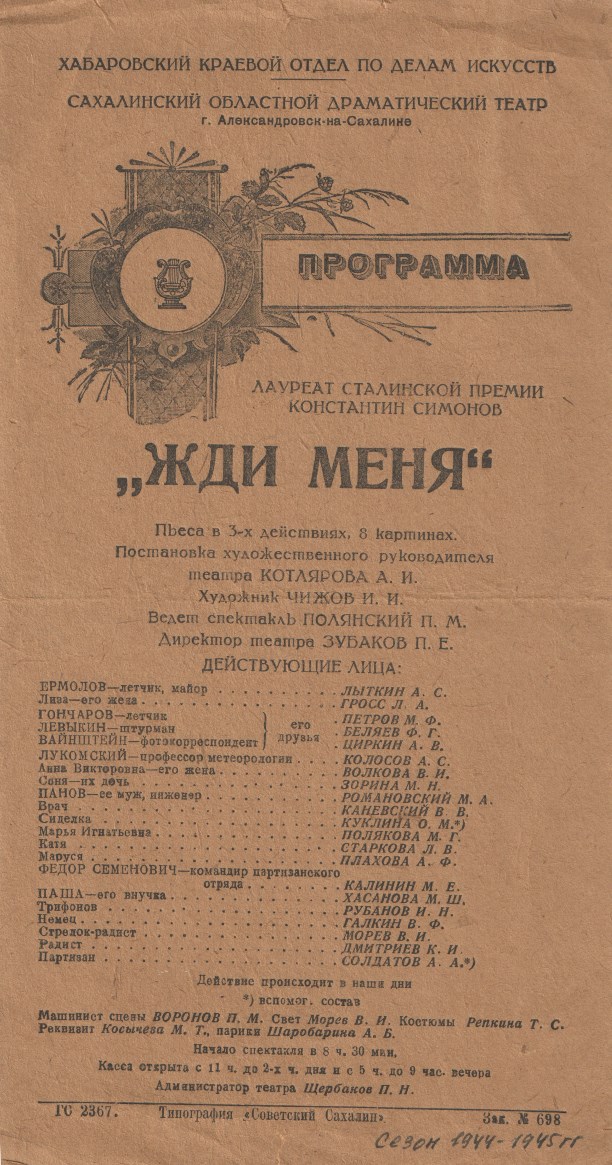 ХАБАРОВСКИЙ КРАЕВОЙ ОТДЕЛ ПО ДЕЛАМ ИСКУССТВ
САХАЛИНСКИЙ ОБЛАСТНОЙ ДРАМАТИЧЕСКИЙ ТЕАТР
г. Александровск-на-Сахалине
ПРОГРАММА
ЛАУРЕАТ СТАЛИНСКОЙ ПРЕМИИ
КОНСТАНТИН СИМОНОВ
„ЖДИ МЕНЯ“
Пьеса в 3-х действиях, 8 картинах.
Постановка художественного руководителя
театра КОТЛЯРОВА А. И.
Художник ЧИЖОВ И. И.
Ведет спектакль ПОЛЯНСКИЙ П. М.
Директор театра ЗУБАКОВ П. Е.
ДЕЙСТВУЮЩИЕ ЛИЦА:
ЕРМОЛОВ—летчик, майор . . . . . . . . . ЛЫТКИН А. С.
Лиза—его жена . . . . . . . . . . . . . ГРОСС Л. А.
ГОНЧАРОВ—летчик } его друзья ПЕТРОВ М. Ф.
ЛЕВЫКИН—штурман БЕЛЯЕВ Ф. Г.
ВАЙНШТЕЙН—фотокорреспондент ЦИРКИН А. В.
ЛУКОМСКИЙ—профессор метеорологии . . . . КОЛОСОВ А. С.
Анна Викторовна—его жена . . . . . . . . ВОЛКОВА В. И.
Соня—их дочь . . . . . . . . . . . . . ЗОРИНА М. Н.
ПАНОВ—ее муж, инженер . . . . . . . . . РОМАНОВСКИЙ М. А.
Врач . . . . . . . . . . . . . . . . . КАНЕВСКИЙ В. В.
Сиделка . . . . . . . . . . . . . . . . КУКЛИНА О. М.*)
Марья Игнатьевна . . . . . . . . . . . . ПОЛЯКОВА М. Г.
Катя . . . . . . . . . . . . . . . . . СТАРКОВА Л. В.
Маруся . . . . . . . . . . . . . . . . ПЛАХОВА А. Ф.
ФЕДОР СЕМЕНОВИЧ—командир партизанского
отряда . . . . . . . КАЛИНИН М. Е.
ПАША—его внучка . . . . . . . . . . . . ХАСАНОВА М. Ш.
Трифонов . . . . . . . . . . . . . . . РУБАНОВ И. Н.
Немец . . . . . . . . . . . . . . . . . ГАЛКИН В. Ф.
Стрелок-радист . . . . . . . . . . . . . МОРЕВ В. И.
Радист . . . . . . . . . . . . . . . . ДМИТРИЕВ К. И
Партизан . . . . . . . . . . . . . . . СОЛДАТОВ А. А.*)
Действие происходит в наши дни
*) вспомог. состав
Машинист сцены ВОРОНОВ П. М. Свет Морев В. И. Костюмы Репкина Т. С.
Реквизит Косычева М. Т., парики Шаробарина А. Б.
Начало спектакля в 8 ч. 30 мин.
Касса открыта с 11 ч. до 2-х ч. дня и с 5 ч. до 9 час. вечера
Администратор театра Щербаков П. Н.
ГС 2367. Типография «Советский Сахалин». Зак. № 698
Сезон 1944-1945 гг